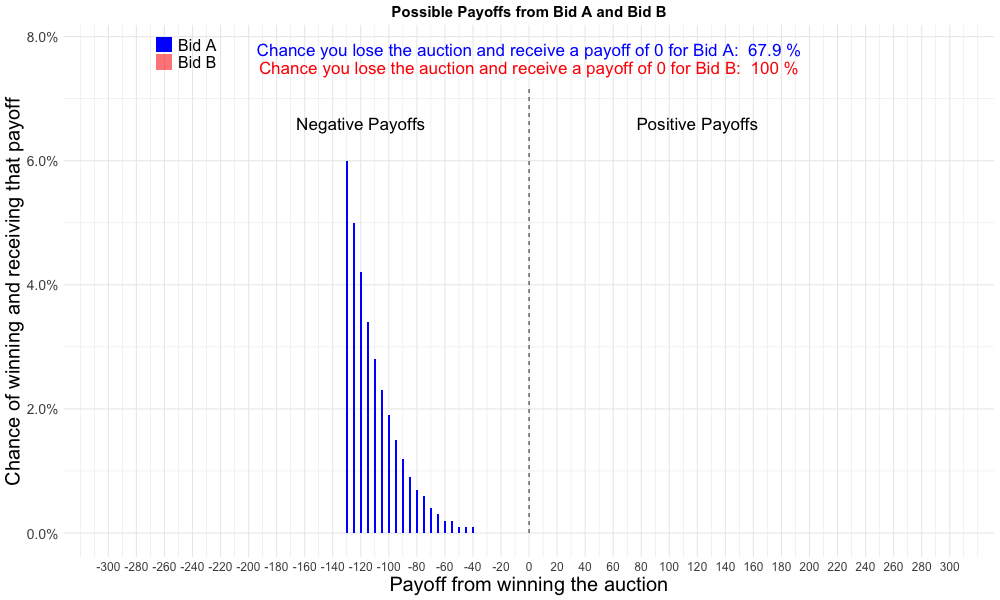 Possible Payoffs from Bid A and Bid B
Bid A
Bid B
Chance you lose the auction and receive a payoff of 0 for Bid A: 67.9 %
Chance you lose the auction and receive a payoff of 0 for Bid B: 100 %
Negative Payoffs
Positive Payoffs
Chance of winning and receiving that payoff
8.0%
6.0%
4.0%
2.0%
0.0%
-300 -280 -260 -240 -220 -200 -180 -160 -140 -120 -100 -80 -60 -40 -20 0 20 40 60 80 100 120 140 160 180 200 220 240 260 280 300
Payoff from winning the auction